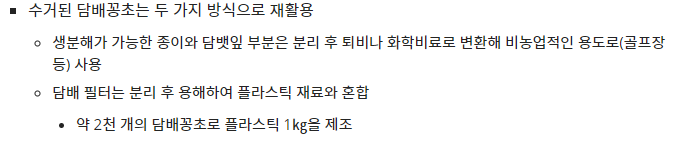 수거된 담배꽁초는 두 가지 방식으로 재활용
생분해가 가능한 종이와 담뱃잎 부분은 분리 후 퇴비나 화학비료로 변환해 비농업적인 용도로(골프장
등) 사용
담배 필터는 분리 후 용해하여 플라스틱 재료와 혼합
약 2천 개의 담배꽁초로 플라스틱 1kg을 제조